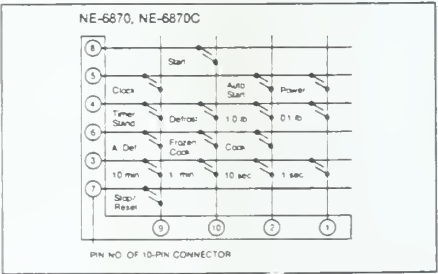 NE-6870, NE-6870C
8
Start
5
Clock Auto Start Power
4
Timer Stand Defrost 1.0 lb 0.1 lb
6
A. Def Frozen Cook Cook
3
10 min 1 min 10 sec 1 sec
7
Stop/ Reset
9 10 2 1
PIN NO OF 10-PIN CONNECTOR